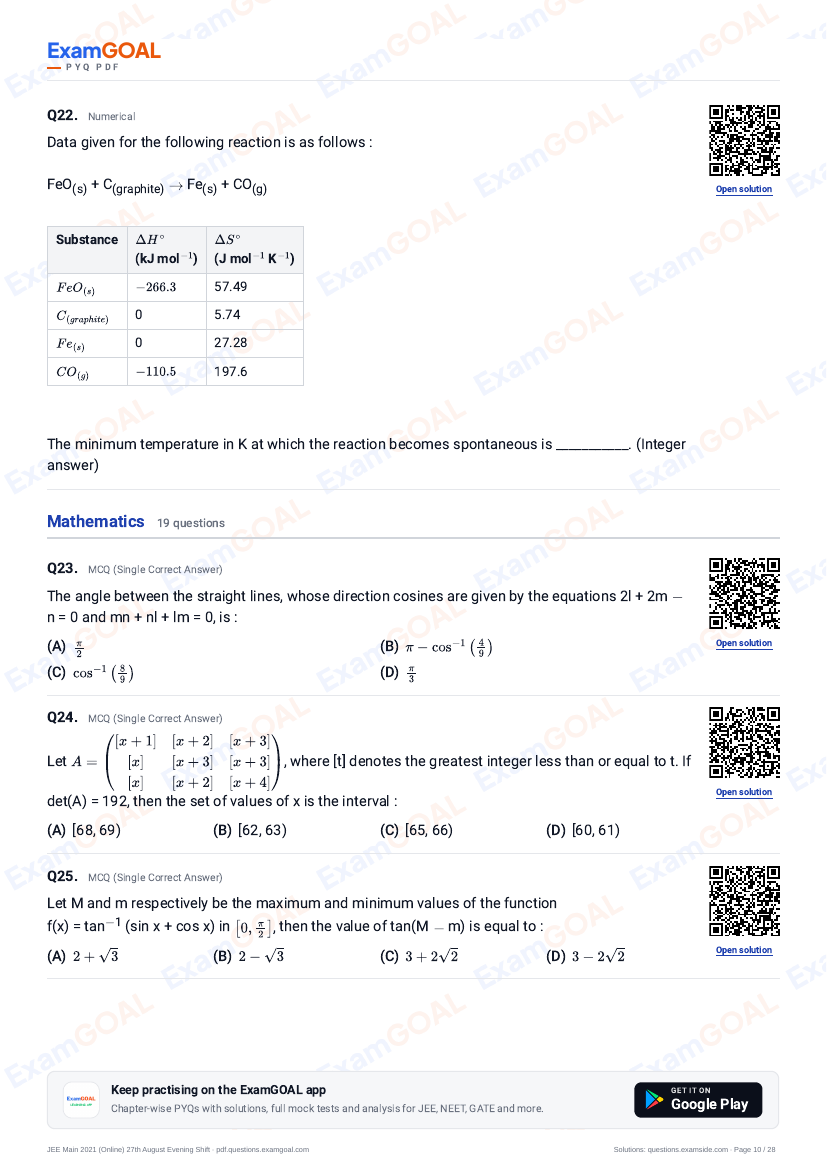 ExamGOAL
PYQ PDF
Q22. Numerical
Data given for the following reaction is as follows :
Open solution
FeO(s) + C(graphite) → Fe(s) + CO(g)
Substance ΔH° (kJ mol⁻¹) ΔS° (J mol⁻¹ K⁻¹)
FeO(s) −266.3 57.49
C(graphite) 0 5.74
Fe(s) 0 27.28
CO(g) −110.5 197.6
The minimum temperature in K at which the reaction becomes spontaneous is __________. (Integer
answer)
Mathematics 19 questions
Q23. MCQ (Single Correct Answer)
The angle between the straight lines, whose direction cosines are given by the equations 2l + 2m −
n = 0 and mn + nl + lm = 0, is :
(A) π/2 (B) π − cos⁻¹ (4/9)
Open solution
(C) cos⁻¹ (8/9) (D) π/3
Q24. MCQ (Single Correct Answer)
[x + 1] [x + 2] [x + 3]
Let A = ( [x] [x + 3] [x + 3] ), where [t] denotes the greatest integer less than or equal to t. If
[x] [x + 2] [x + 4]
Open solution
det(A) = 192, then the set of values of x is the interval :
(A) [68, 69) (B) [62, 63) (C) [65, 66) (D) [60, 61)
Q25. MCQ (Single Correct Answer)
Let M and m respectively be the maximum and minimum values of the function
f(x) = tan⁻¹ (sin x + cos x) in [0, π/2], then the value of tan(M − m) is equal to :
Open solution
(A) 2 + √3 (B) 2 − √3 (C) 3 + 2√2 (D) 3 − 2√2
ExamGOAL
Keep practising on the ExamGOAL app
Chapter-wise PYQs with solutions, full mock tests and analysis for JEE, NEET, GATE and more.
GET IT ON
Google Play
JEE Main 2021 (Online) 27th August Evening Shift · pdf.questions.examgoal.com
Solutions: questions.examside.com · Page 10 / 28